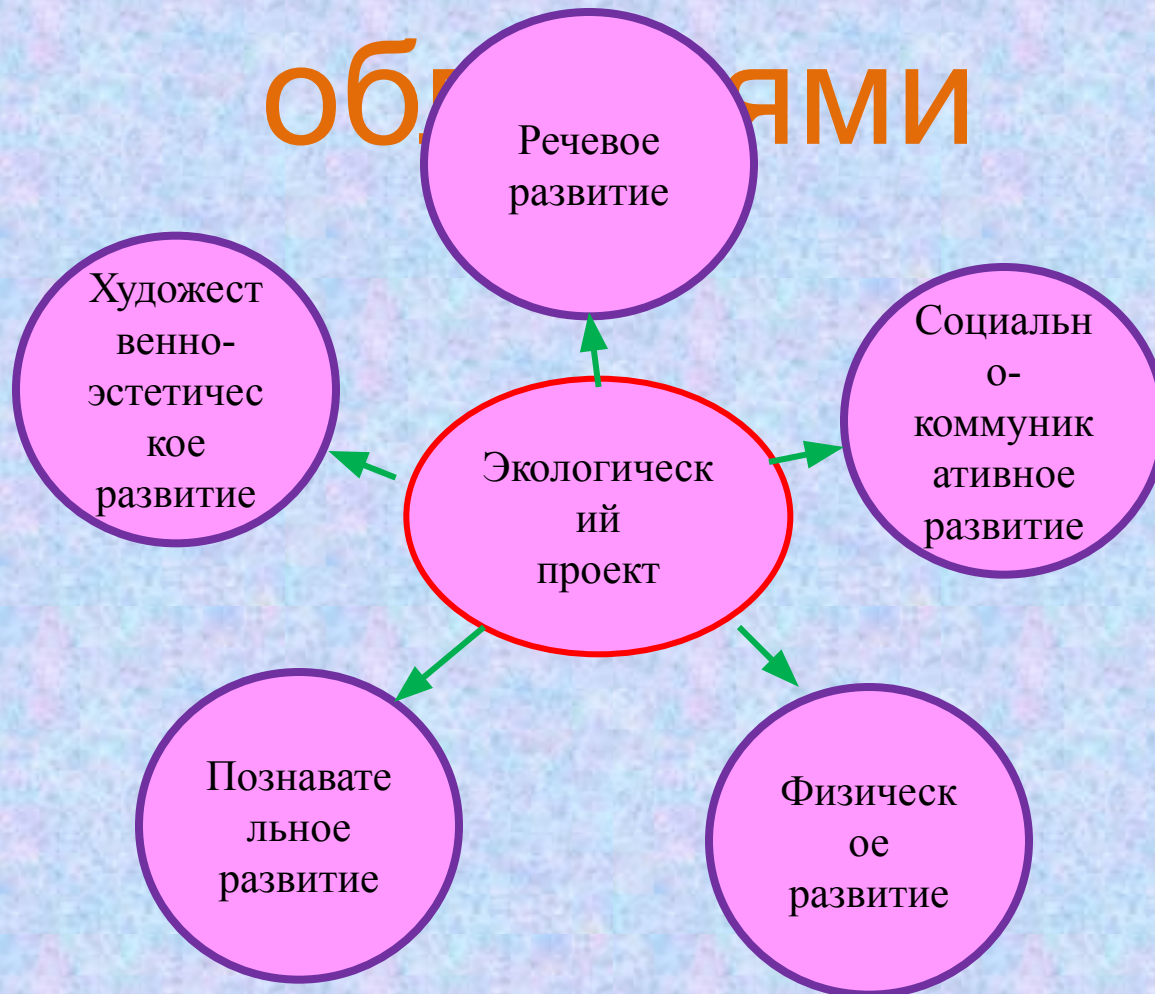 Речевое
развитие
Художест
венно-
эстетичес
кое
развитие
Социальн
о-
коммуник
ативное
развитие
Экологическ
ий
проект
Познавате
льное
развитие
Физическ
ое
развитие